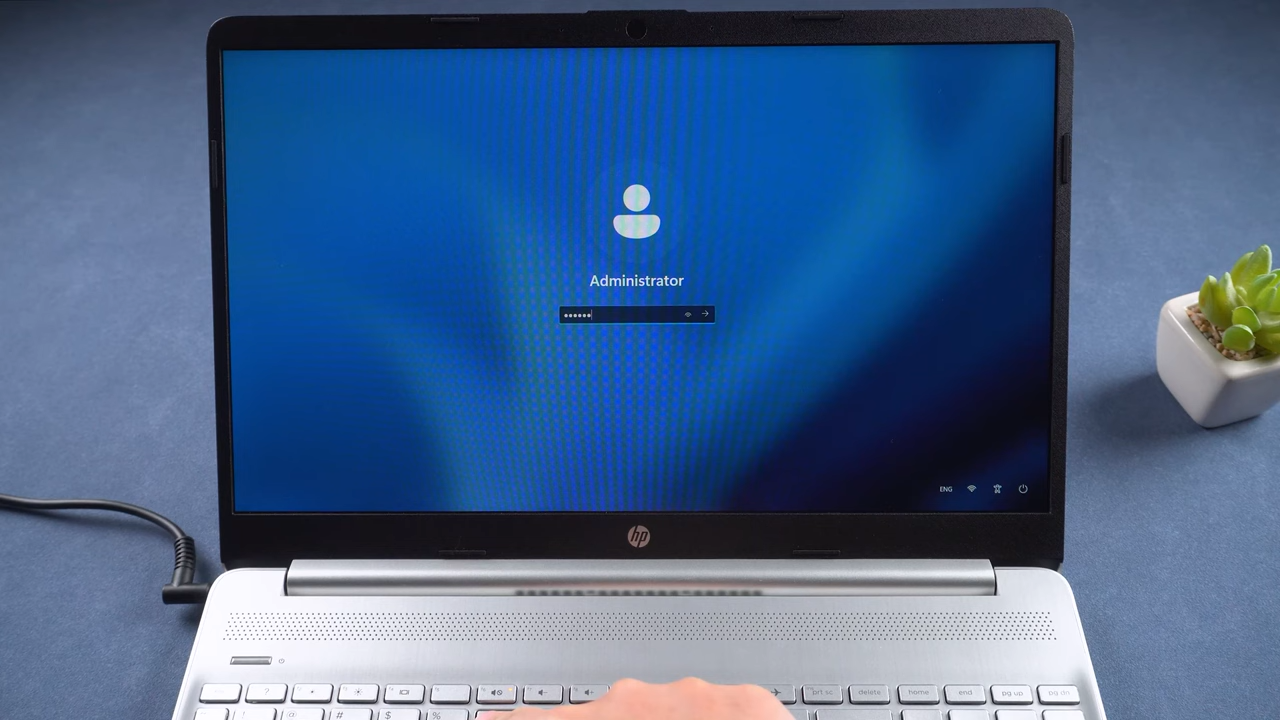 Administrator
ENG
hp
? prt sc delete home end pg up pg dn
! @ # $ %